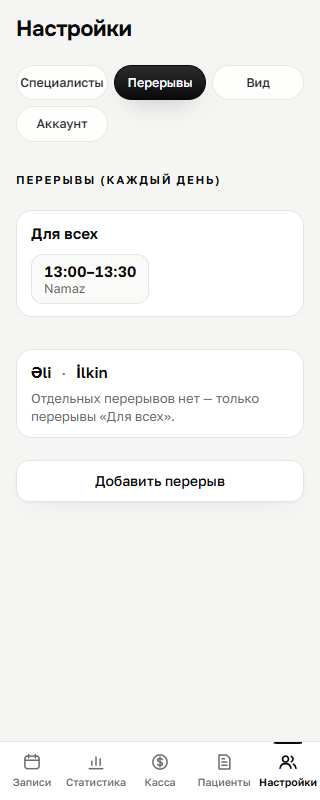 Настройки
Специалисты
Перерывы
Вид
Аккаунт
ПЕРЕРЫВЫ (КАЖДЫЙ ДЕНЬ)
Для всех
13:00–13:30
Namaz
Əli · İlkin
Отдельных перерывов нет — только
перерывы «Для всех».
Добавить перерыв
Записи
Статистика
Касса
Пациенты
Настройки